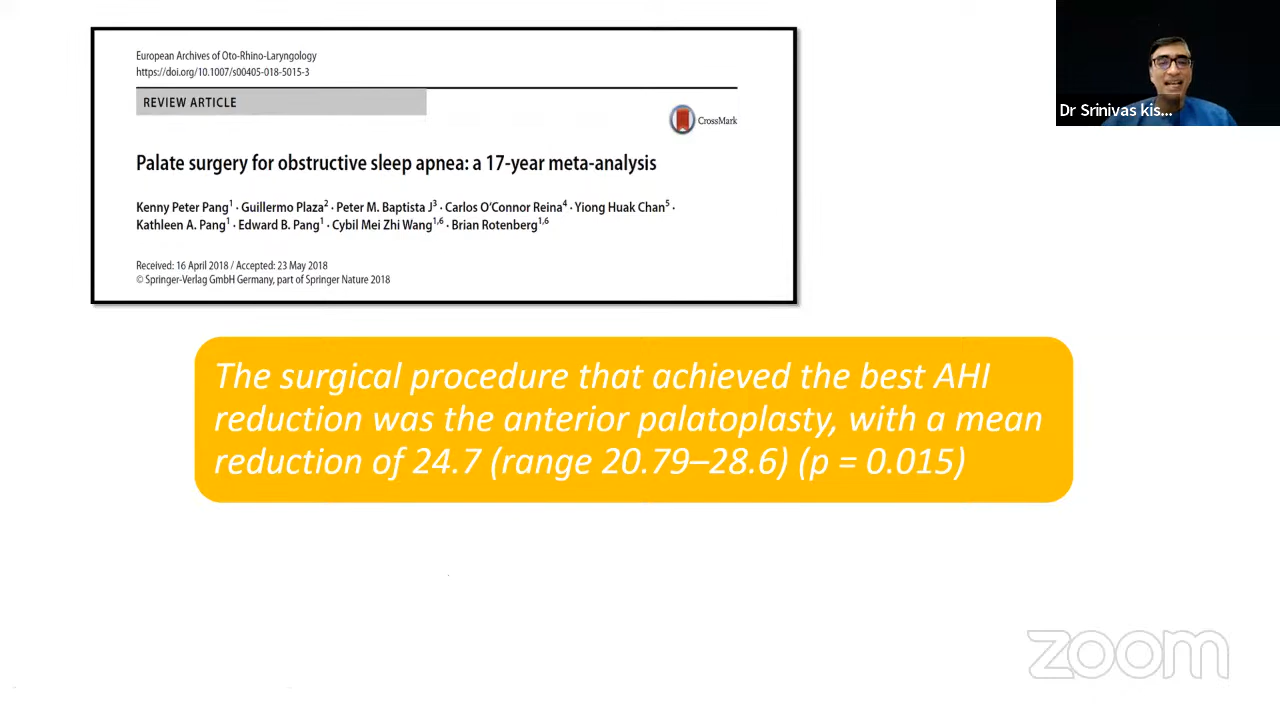 European Archives of Oto-Rhino-Laryngology
https://doi.org/10.1007/s00405-018-5015-3
REVIEW ARTICLE
CrossMark
Palate surgery for obstructive sleep apnea: a 17-year meta-analysis
Kenny Peter Pang1 · Guillermo Plaza2 · Peter M. Baptista J3 · Carlos O'Connor Reina4 · Yiong Huak Chan5 ·
Kathleen A. Pang1 · Edward B. Pang1 · Cybil Mei Zhi Wang1,6 · Brian Rotenberg1,6
Received: 16 April 2018 / Accepted: 23 May 2018
© Springer-Verlag GmbH Germany, part of Springer Nature 2018
Dr Srinivas kis...
The surgical procedure that achieved the best AHI
reduction was the anterior palatoplasty, with a mean
reduction of 24.7 (range 20.79–28.6) (p = 0.015)
zoom